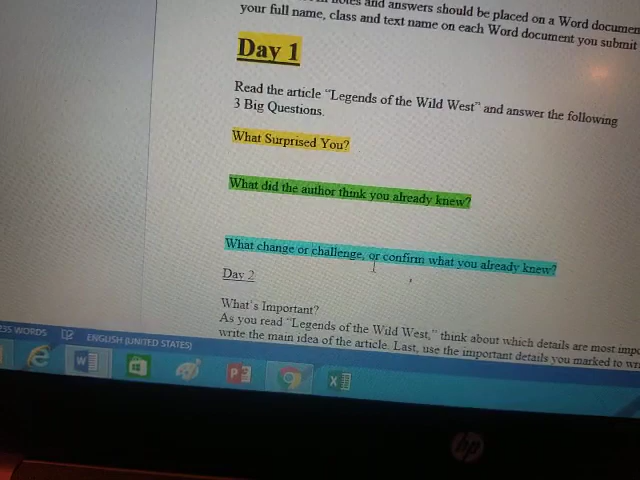 notes and answers should be placed on a Word documen
your full name, class and text name on each Word document you submit
Day 1
Read the article "Legends of the Wild West" and answer the following
3 Big Questions.
What Surprised You?
What did the author think you already knew?
What change or challenge, or confirm what you already knew?
Day 2
What's Important?
As you read "Legends of the Wild West," think about which details are most impo
write the main idea of the article. Last, use the important details you marked to wri
235 WORDS ENGLISH (UNITED STATES)
hp